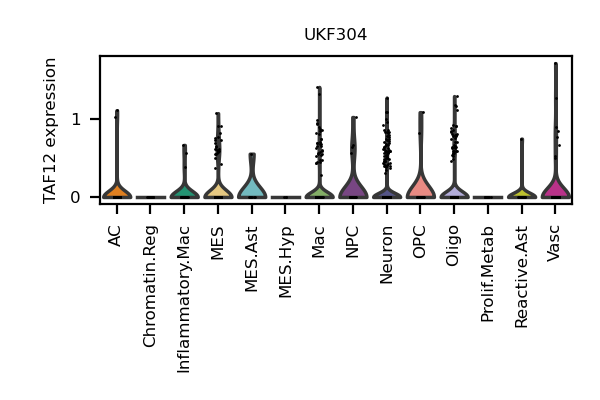 UKF304
TAF12 expression
1
0
AC
Chromatin.Reg
Inflammatory.Mac
MES
MES.Ast
MES.Hyp
Mac
NPC
Neuron
OPC
Oligo
Prolif.Metab
Reactive.Ast
Vasc